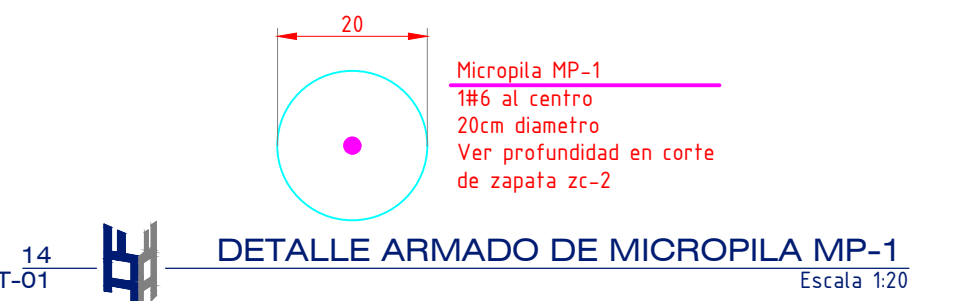 20
Micropila MP-1
1#6 al centro
20cm diametro
Ver profundidad en corte
de zapata zc-2
14
T-01
DETALLE ARMADO DE MICROPILA MP-1
Escala 1:20